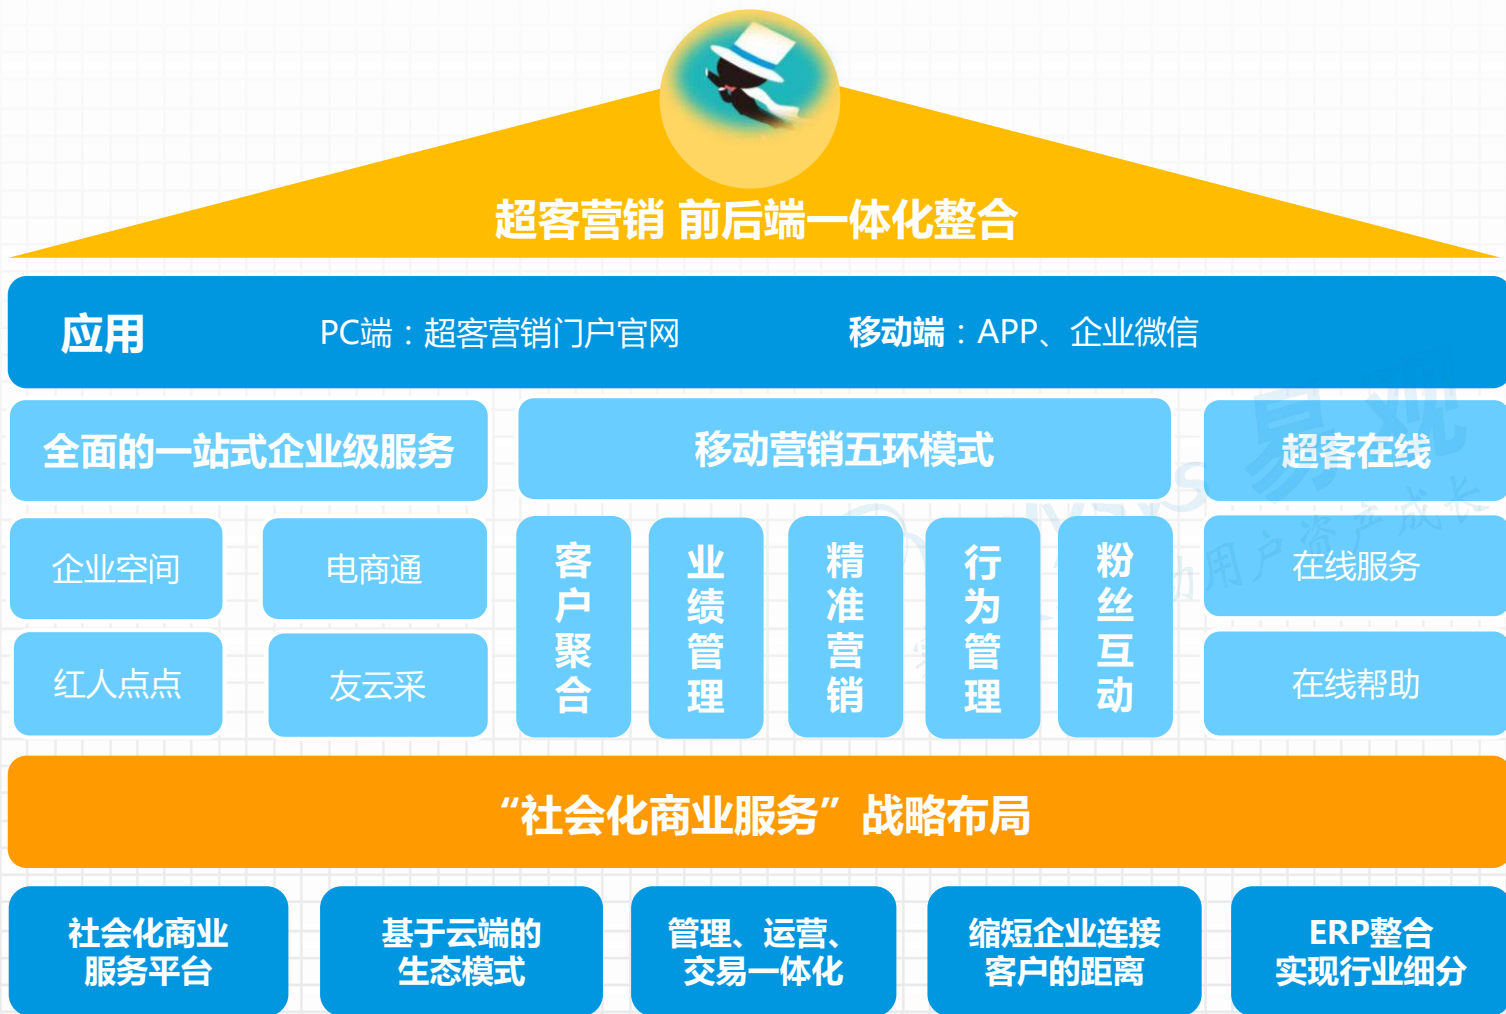 超客营销 前后端一体化整合
应用
PC端：超客营销门户官网
移动端：APP、企业微信
全面的一站式企业级服务
移动营销五环模式
超客在线
企业空间
电商通
红人点点
友云采
客户聚合
业绩管理
精准营销
行为管理
粉丝互动
在线服务
在线帮助
“社会化商业服务”战略布局
社会化商业
服务平台
基于云端的
生态模式
管理、运营、
交易一体化
缩短企业连接
客户的距离
ERP整合
实现行业细分
易观
用户资产成长